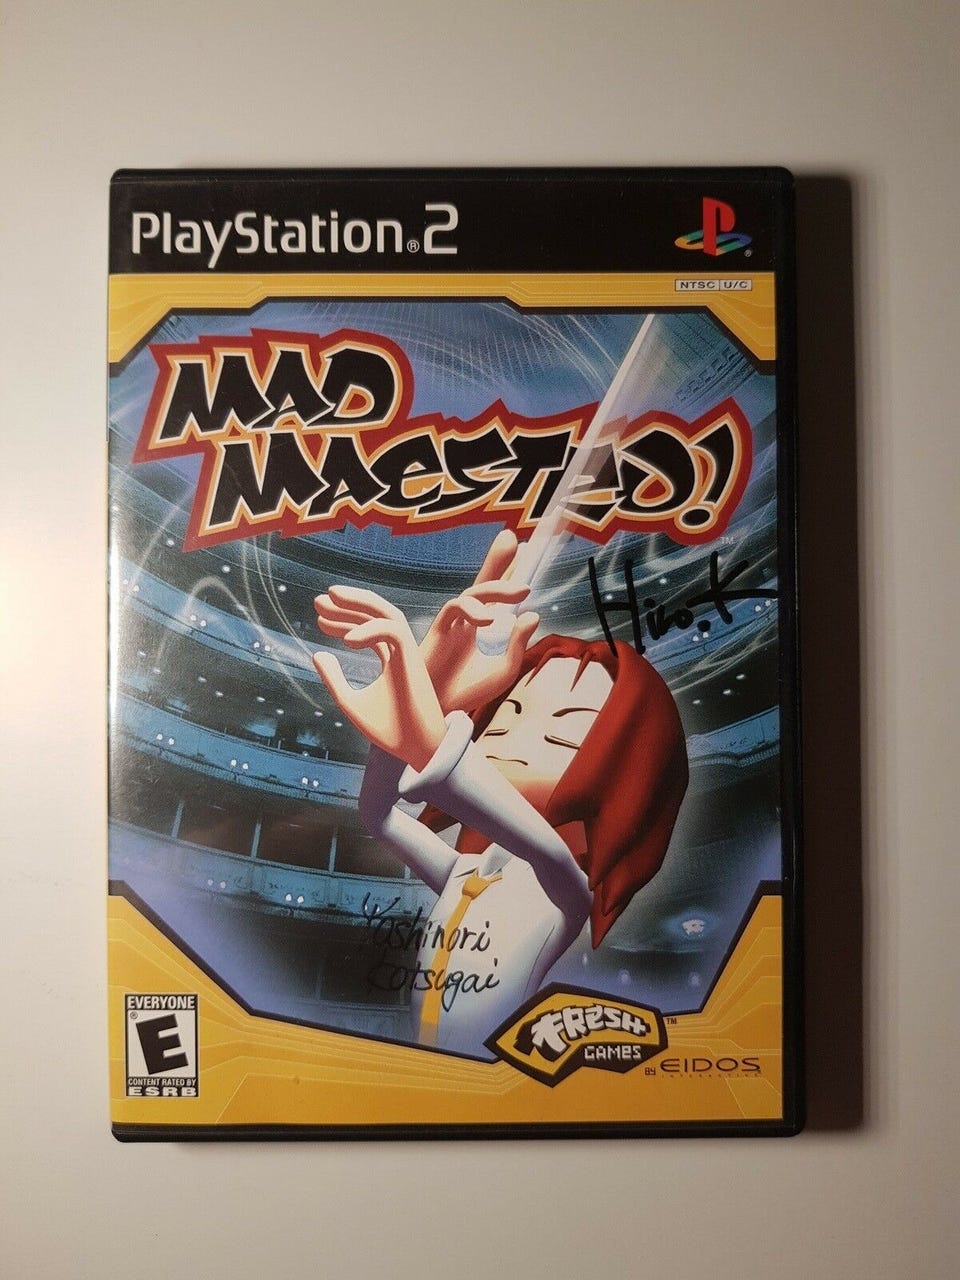 PlayStation®2
NTSC U/C
MAD
MAESTRO!
TM
Hiro.K
Yoshinori
Kotsugai
EVERYONE
E
®
CONTENT RATED BY
ESRB
FRESH TM
GAMES
BY EIDOS
INTERACTIVE